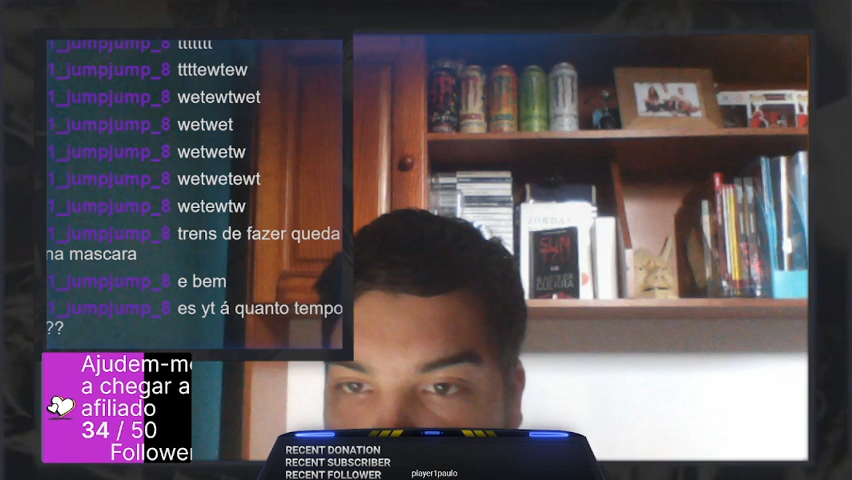 1_jumpjump_8 ttttttt
1_jumpjump_8 ttttewtew
1_jumpjump_8 wetewtwet
1_jumpjump_8 wetwet
1_jumpjump_8 wetwetw
1_jumpjump_8 wetwetewt
1_jumpjump_8 wetewtw
1_jumpjump_8 trens de fazer queda
na mascara
1_jumpjump_8 e bem
1_jumpjump_8 es yt á quanto tempo
??
Ajudem-me
a chegar a
afiliado
34 / 50
Follower
SUN
GUERRA
RECENT DONATION
RECENT SUBSCRIBER
RECENT FOLLOWER player1paulo